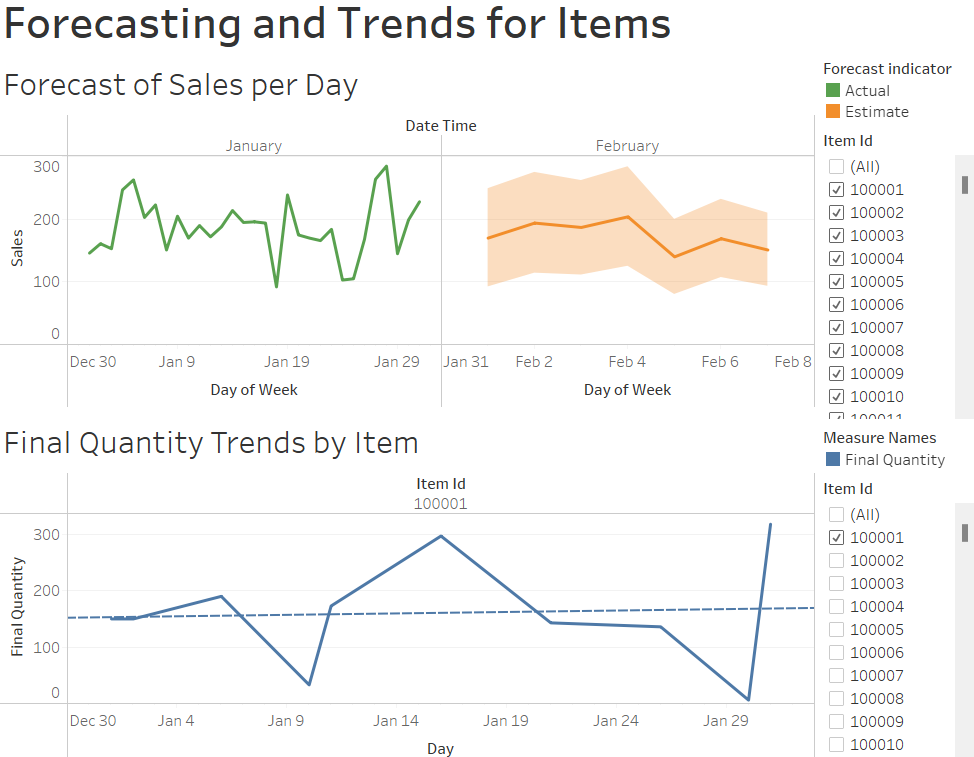 Forecasting and Trends for Items
Forecast of Sales per Day
Date Time
January
February
Sales
300
200
100
0
Dec 30
Jan 9
Jan 19
Jan 29
Jan 31
Feb 2
Feb 4
Feb 6
Feb 8
Day of Week
Day of Week
Forecast indicator
Actual
Estimate
Item Id
(All)
100001
100002
100003
100004
100005
100006
100007
100008
100009
100010
100011
Final Quantity Trends by Item
Item Id
100001
Final Quantity
300
200
100
0
Dec 30
Jan 4
Jan 9
Jan 14
Jan 19
Jan 24
Jan 29
Day
Measure Names
Final Quantity
Item Id
(All)
100001
100002
100003
100004
100005
100006
100007
100008
100009
100010